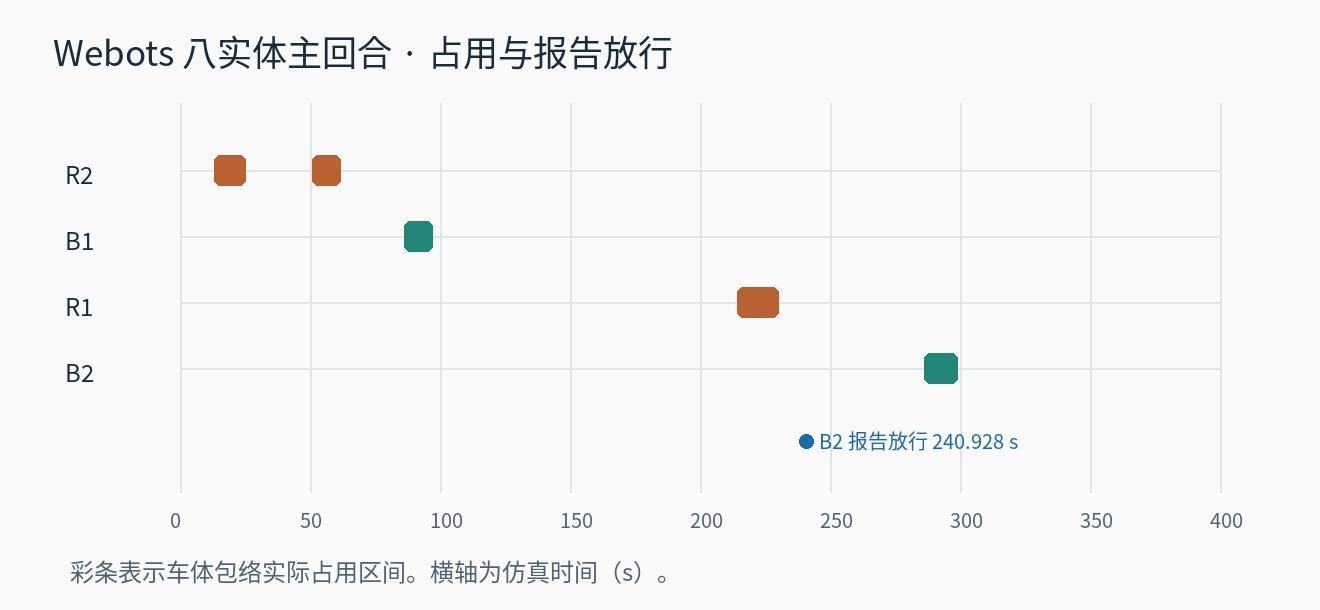 Webots 八实体主回合 · 占用与报告放行
R2
B1
R1
B2
B2 报告放行 240.928 s
0 50 100 150 200 250 300 350 400
彩条表示车体包络实际占用区间。横轴为仿真时间（s）。